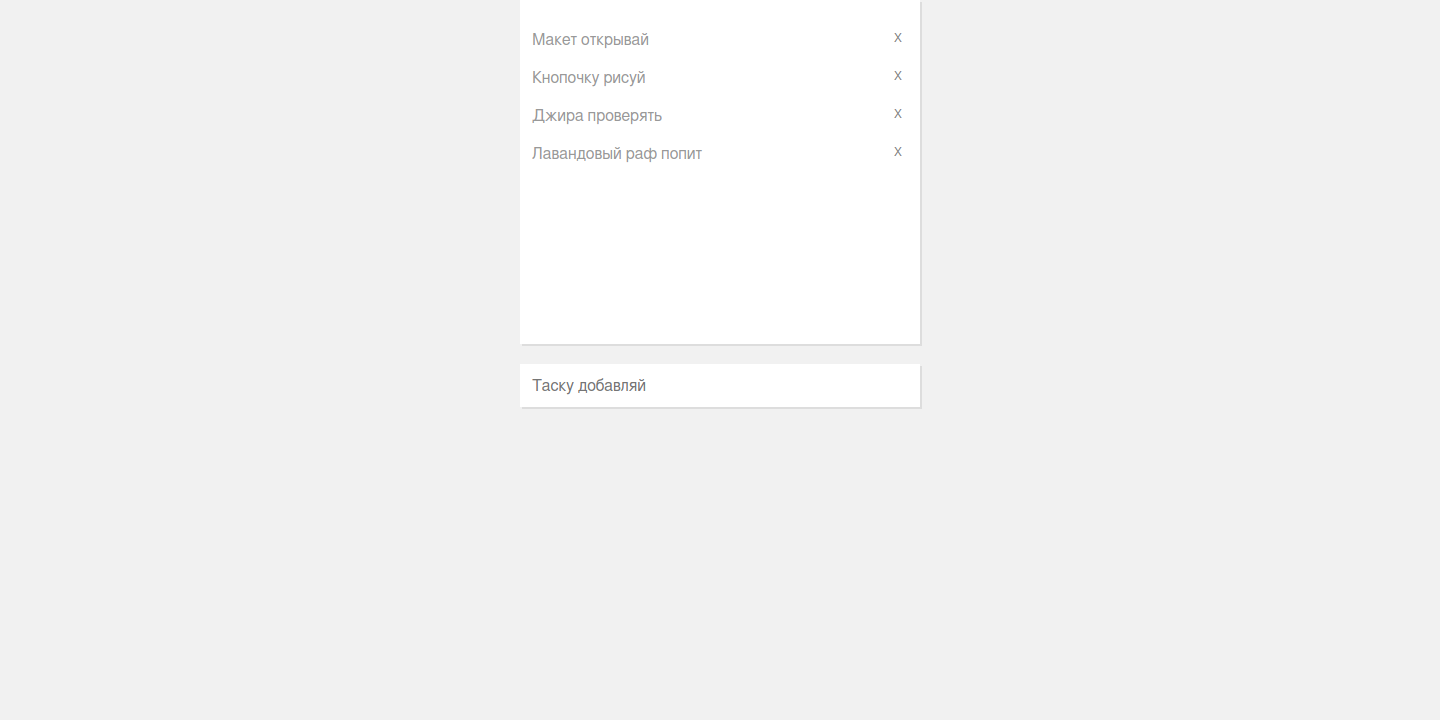 Макет открывай X
Кнопочку рисуй X
Джира проверять X
Лавандовый раф попит X
Таску добавляй